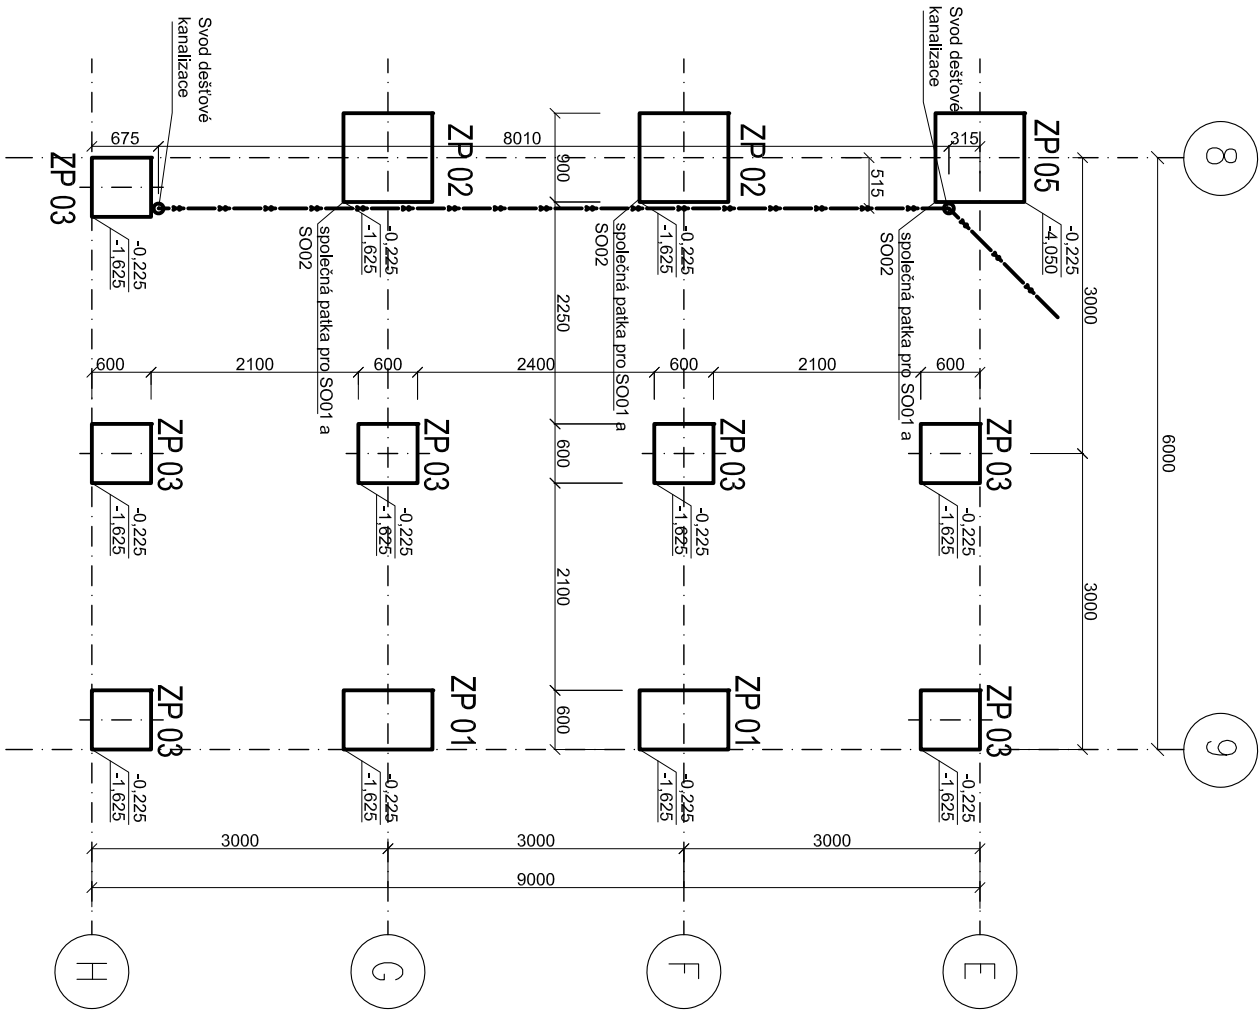 Svod dešťové
kanalizace
Svod dešťové
kanalizace
8
ZP 05
ZP 02
ZP 02
ZP 03
675
8010
315
900
515
-0,225
-4,050
-0,225
-1,625
-0,225
-1,625
-0,225
-1,625
společná patka pro SO01 a
SO02
společná patka pro SO01 a
SO02
společná patka pro SO01 a
SO02
3000
2250
6000
600
2100
600
2400
600
2100
600
ZP 03
ZP 03
ZP 03
ZP 03
600
-0,225
-1,625
-0,225
-1,625
-0,225
-1,625
-0,225
-1,625
2100
3000
ZP 03
ZP 01
ZP 01
ZP 03
600
9
-0,225
-1,625
-0,225
-1,625
-0,225
-1,625
-0,225
-1,625
3000
3000
3000
9000
H
G
F
E